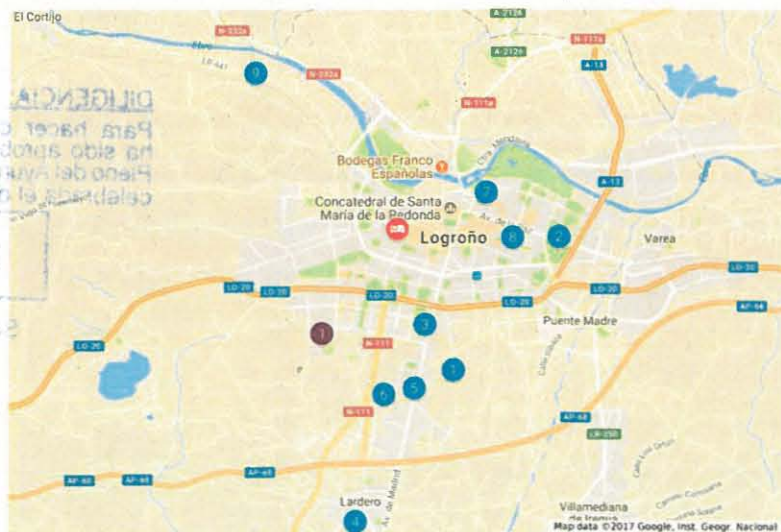 El Cortijo
N-232a
A-2126
N-111a
Ebro
LR-441
N-232a
A-2126
A-13
9
DILIGENCIA:
Para hacer c
ha sido aprob
Pleno del Ayun
celebrada el d
N-111a
Ctra. Mendavia
Bodegas Franco
Españolas
A-13
Concatedral de Santa
María de la Redonda
Logroño
8
2
Varea
LO-20
LO-20
LO-20
LO-20
LO-20
LO-20
LO-20
AP-68
Puente Madre
1
3
N-111
1
6
5
N-111
AP-68
LR-250
AP-68
AP-68
Av. de Madrid
Lardero
4
Villamediana
de Iregua
Map data ©2017 Google, Inst. Geogr. Nacional